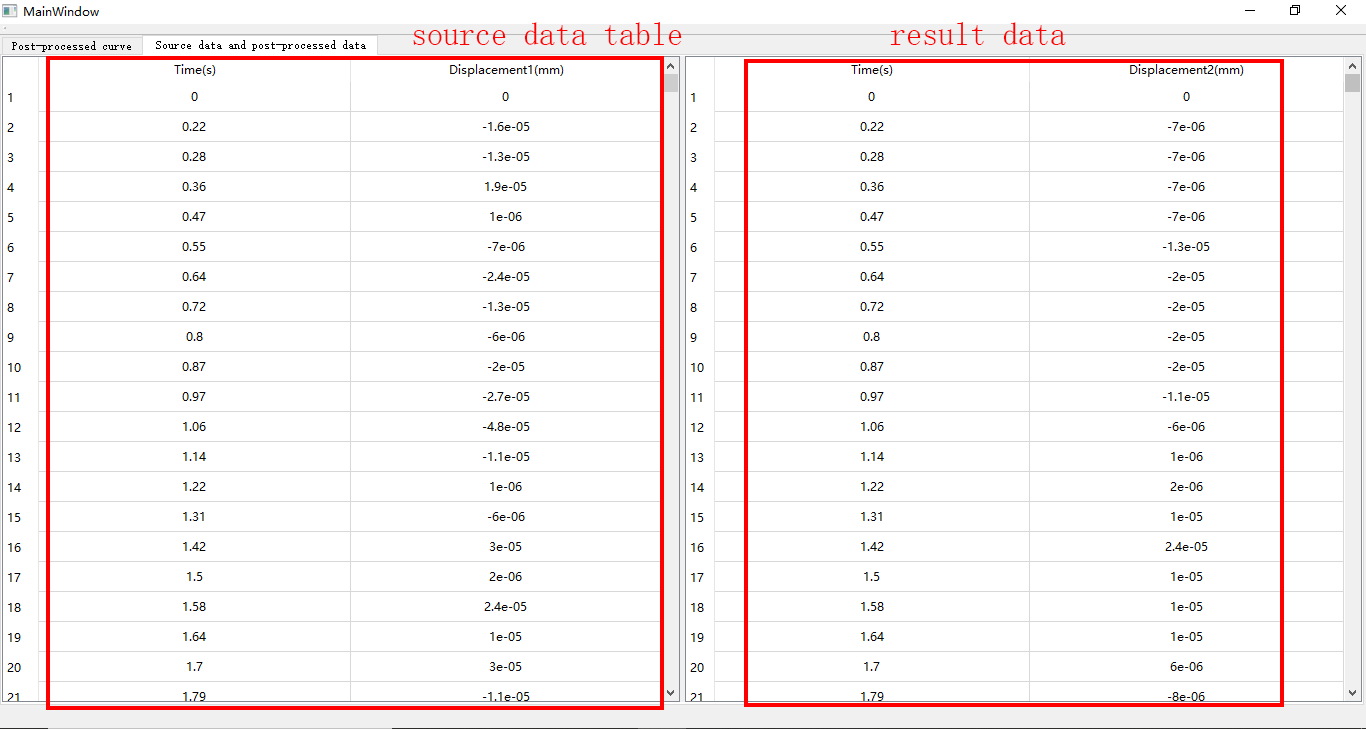 MainWindow
source data table result data
Post-processed curve Source data and post-processed data
Time(s) Displacement1(mm) Time(s) Displacement2(mm)
1 0 0 1 0 0
2 0.22 -1.6e-05 2 0.22 -7e-06
3 0.28 -1.3e-05 3 0.28 -7e-06
4 0.36 1.9e-05 4 0.36 -7e-06
5 0.47 1e-06 5 0.47 -7e-06
6 0.55 -7e-06 6 0.55 -1.3e-05
7 0.64 -2.4e-05 7 0.64 -2e-05
8 0.72 -1.3e-05 8 0.72 -2e-05
9 0.8 -6e-06 9 0.8 -2e-05
10 0.87 -2e-05 10 0.87 -2e-05
11 0.97 -2.7e-05 11 0.97 -1.1e-05
12 1.06 -4.8e-05 12 1.06 -6e-06
13 1.14 -1.1e-05 13 1.14 1e-06
14 1.22 1e-06 14 1.22 2e-06
15 1.31 -6e-06 15 1.31 1e-05
16 1.42 3e-05 16 1.42 2.4e-05
17 1.5 2e-06 17 1.5 1e-05
18 1.58 2.4e-05 18 1.58 1e-05
19 1.64 1e-05 19 1.64 1e-05
20 1.7 3e-05 20 1.7 6e-06
21 1.79 -1.1e-05 21 1.79 -8e-06